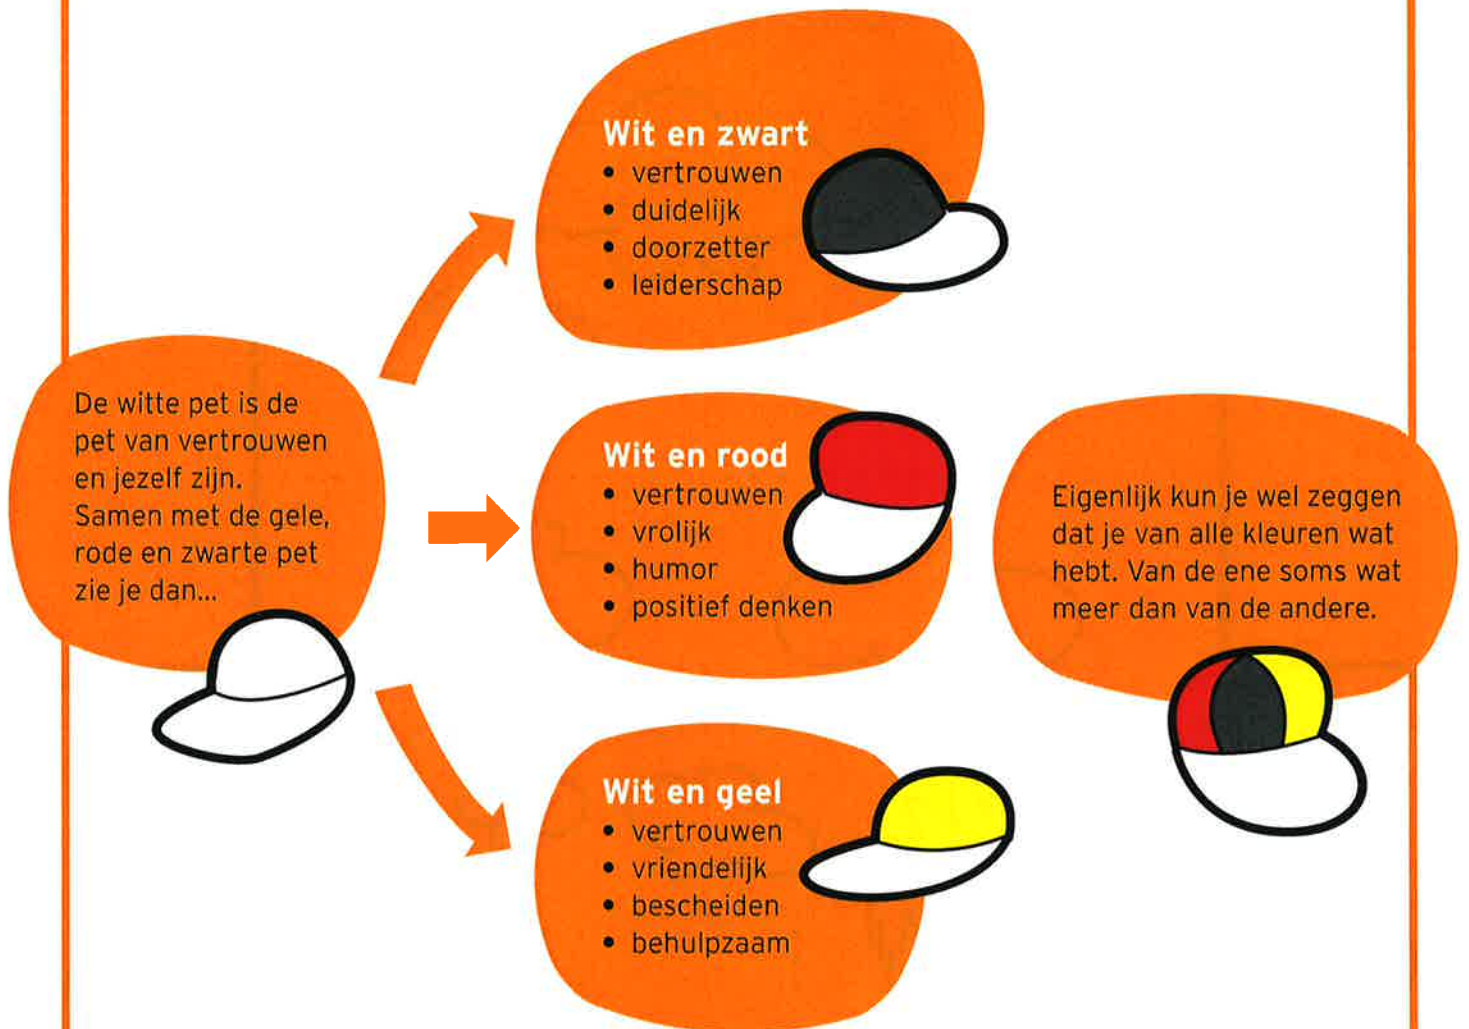 De witte pet is de
pet van vertrouwen
en jezelf zijn.
Samen met de gele,
rode en zwarte pet
zie je dan...
Wit en zwart
• vertrouwen
• duidelijk
• doorzetter
• leiderschap
Wit en rood
• vertrouwen
• vrolijk
• humor
• positief denken
Wit en geel
• vertrouwen
• vriendelijk
• bescheiden
• behulpzaam
Eigenlijk kun je wel zeggen
dat je van alle kleuren wat
hebt. Van de ene soms wat
meer dan van de andere.